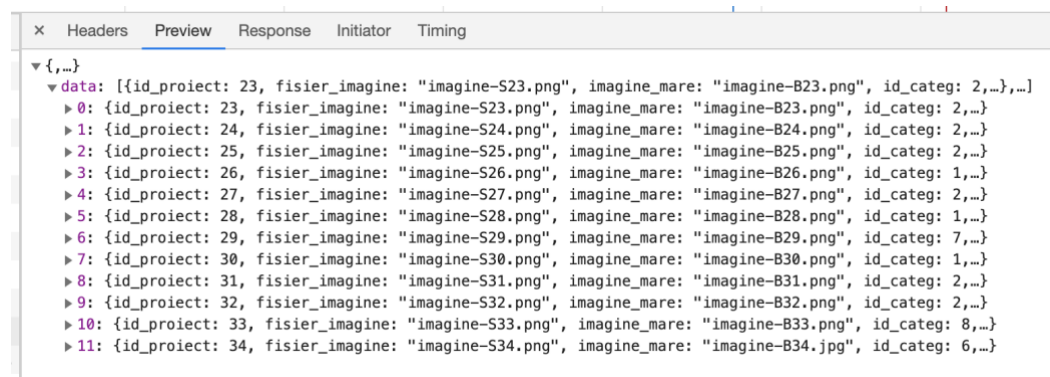 × Headers Preview Response Initiator Timing
▼{,…}
▼data: [{id_proiect: 23, fisier_imagine: "imagine-S23.png", imagine_mare: "imagine-B23.png", id_categ: 2,…},…]
▶0: {id_proiect: 23, fisier_imagine: "imagine-S23.png", imagine_mare: "imagine-B23.png", id_categ: 2,…}
▶1: {id_proiect: 24, fisier_imagine: "imagine-S24.png", imagine_mare: "imagine-B24.png", id_categ: 2,…}
▶2: {id_proiect: 25, fisier_imagine: "imagine-S25.png", imagine_mare: "imagine-B25.png", id_categ: 2,…}
▶3: {id_proiect: 26, fisier_imagine: "imagine-S26.png", imagine_mare: "imagine-B26.png", id_categ: 1,…}
▶4: {id_proiect: 27, fisier_imagine: "imagine-S27.png", imagine_mare: "imagine-B27.png", id_categ: 2,…}
▶5: {id_proiect: 28, fisier_imagine: "imagine-S28.png", imagine_mare: "imagine-B28.png", id_categ: 1,…}
▶6: {id_proiect: 29, fisier_imagine: "imagine-S29.png", imagine_mare: "imagine-B29.png", id_categ: 7,…}
▶7: {id_proiect: 30, fisier_imagine: "imagine-S30.png", imagine_mare: "imagine-B30.png", id_categ: 1,…}
▶8: {id_proiect: 31, fisier_imagine: "imagine-S31.png", imagine_mare: "imagine-B31.png", id_categ: 2,…}
▶9: {id_proiect: 32, fisier_imagine: "imagine-S32.png", imagine_mare: "imagine-B32.png", id_categ: 2,…}
▶10: {id_proiect: 33, fisier_imagine: "imagine-S33.png", imagine_mare: "imagine-B33.png", id_categ: 8,…}
▶11: {id_proiect: 34, fisier_imagine: "imagine-S34.png", imagine_mare: "imagine-B34.jpg", id_categ: 6,…}